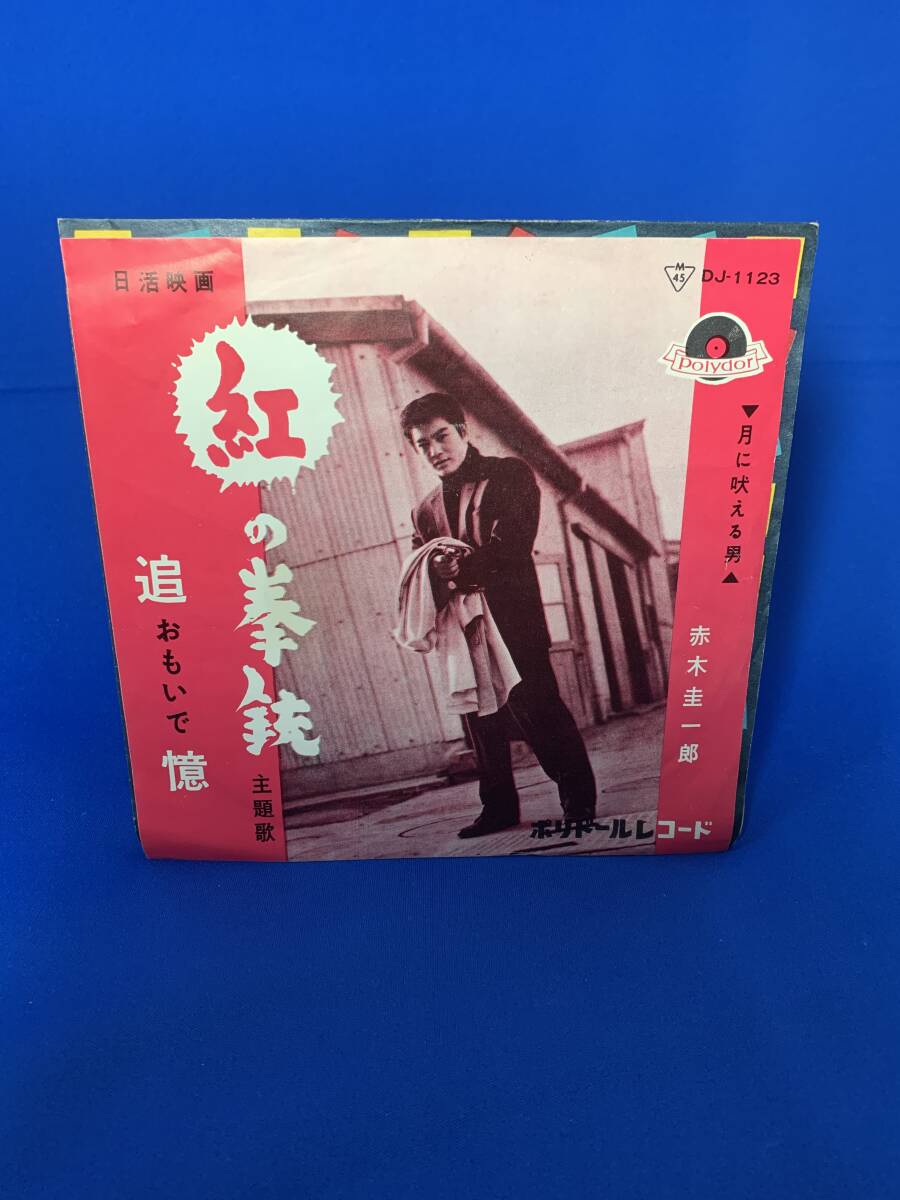 日活映画
紅の拳銃
主題歌
追憶
おもいで
M
45
DJ-1123
polydor
▼月に吠える男▲
赤木圭一郎
ポリドールレコード